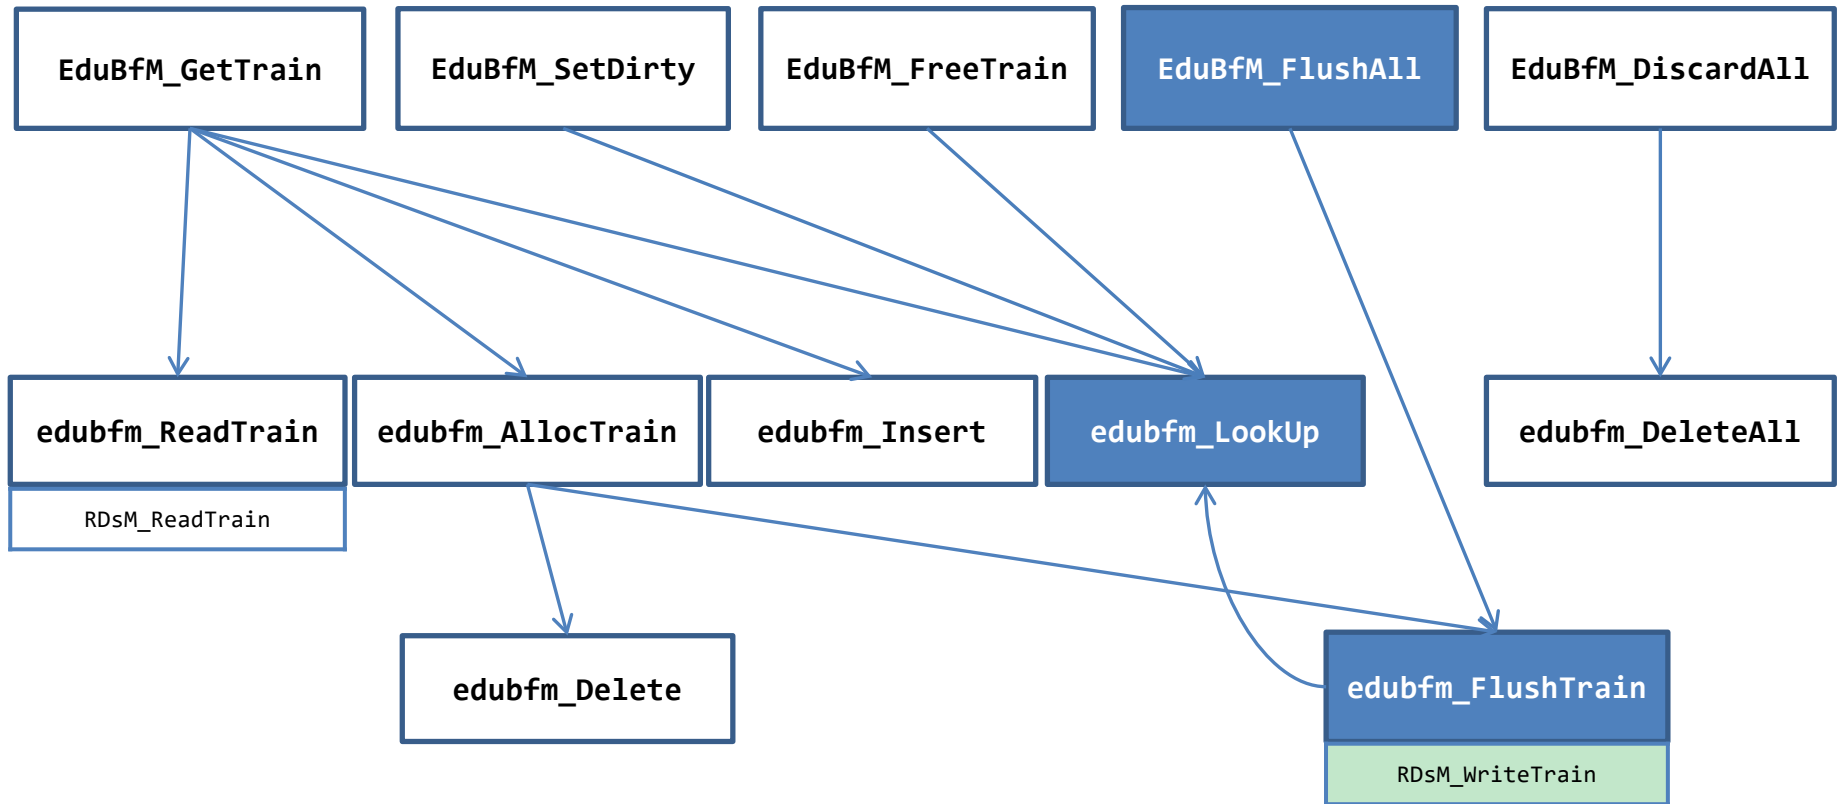 EduBfM_GetTrain
EduBfM_SetDirty
EduBfM_FreeTrain
EduBfM_FlushAll
EduBfM_DiscardAll
edubfm_ReadTrain
edubfm_AllocTrain
edubfm_Insert
edubfm_LookUp
edubfm_DeleteAll
RDsM_ReadTrain
edubfm_Delete
edubfm_FlushTrain
RDsM_WriteTrain